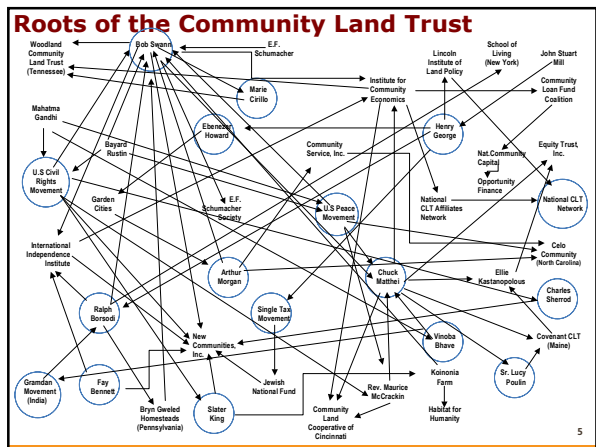 Roots of the Community Land Trust
Woodland
Community
Land Trust
(Tennessee)
Bob Swann
E.F.
Schumacher
Lincoln
Institute of
Land Policy
School of
Living
(New York)
John Stuart
Mill
Marie
Cirillo
Institute for
Community
Economics
Community
Loan Fund
Coalition
Mahatma
Gandhi
Ebenezer
Howard
Henry
George
Bayard
Rustin
Community
Service, Inc.
Equity Trust,
Inc.
Nat.Community
Capital
Opportunity
Finance
U.S Civil
Rights
Movement
Garden
Cities
E.F.
Schumacher
Society
U.S Peace
Movement
National
CLT Affiliates
Network
National CLT
Network
International
Independence
Institute
Arthur
Morgan
Chuck
Matthei
Ellie
Kastanopolous
Celo
Community
(North Carolina)
Charles
Sherrod
Ralph
Borsodi
Single Tax
Movement
New
Communities,
Inc.
Vinoba
Bhave
Covenant CLT
(Maine)
Gramdan
Movement
(India)
Fay
Bennett
Jewish
National Fund
Rev. Maurice
McCrackin
Koinonia
Farm
Sr. Lucy
Poulin
Bryn Gweled
Homesteads
(Pennsylvania)
Slater
King
Community
Land
Cooperative of
Cincinnati
Habitat for
Humanity
5